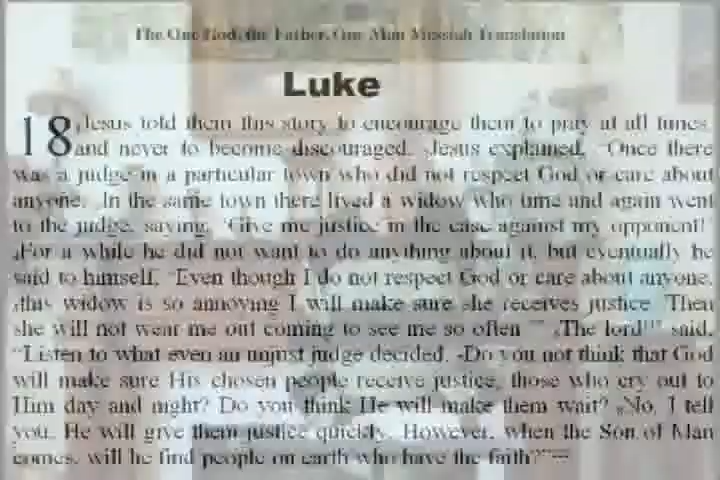 The One God, the Father, One Man Messiah Translation
Luke
18 Jesus told them this story to encourage them to pray at all times,
and never to become discouraged. Jesus explained, "Once there
was a judge in a particular town who did not respect God or care about
anyone. In the same town there lived a widow who time and again went
to the judge, saying, 'Give me justice in the case against my opponent!'
For a while he did not want to do anything about it, but eventually he
said to himself, 'Even though I do not respect God or care about anyone,
this widow is so annoying I will make sure she receives justice. Then
she will not wear me out coming to see me so often.'" The lord said,
"Listen to what even an unjust judge decided. Do you not think that God
will make sure His chosen people receive justice, those who cry out to
Him day and night? Do you think He will make them wait? No, I tell
you, He will give them justice quickly. However, when the Son of Man
comes, will he find people on earth who have the faith?"